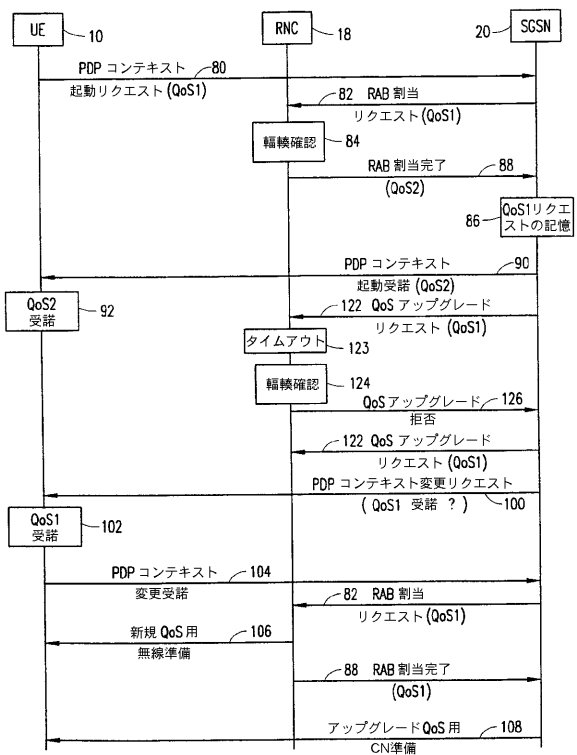 UE
10
RNC
18
20
SGSN
PDP コンテキスト
80
起動リクエスト(QoS1)
82 RAB 割当
リクエスト(QoS1)
輻輳確認
84
RAB 割当完了
88
(QoS2)
86
QoS1リクエ
ストの記憶
PDP コンテキスト
90
起動受諾(QoS2)
QoS2
受諾
92
122 QoS アップグレード
リクエスト(QoS1)
タイムアウト
123
輻輳確認
124
QoSアップグレード
126
拒否
122 QoS アップグレード
リクエスト(QoS1)
PDP コンテキスト変更リクエスト
(QoS1 受諾 ?)
100
QoS1
受諾
102
PDP コンテキスト
104
変更受諾
82 RAB 割当
リクエスト(QoS1)
新規 QoS 用
106
無線準備
88 RAB 割当完了
(QoS1)
アップグレードQoS 用
108
CN準備